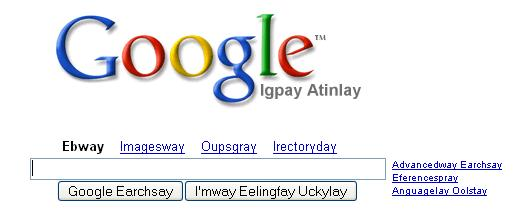 Google™
Igpay Atinlay
Ebway Imagesway Oupsgray Irectoryday
Advancedway Earchsay
Eferencespray
Anguagelay Oolstay
Google Earchsay I'mway Eelingfay Uckylay